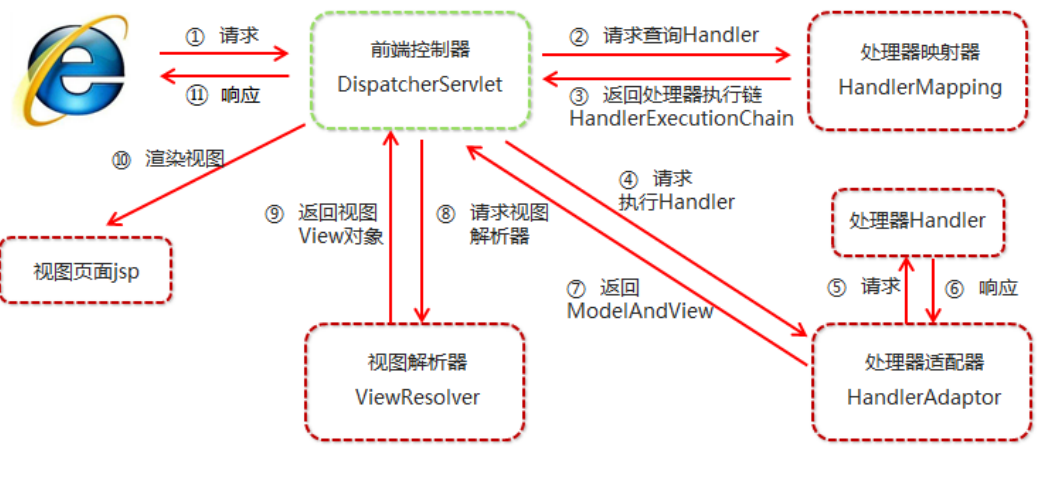 ① 请求
⑪ 响应
前端控制器
DispatcherServlet
② 请求查询Handler
③ 返回处理器执行链
HandlerExecutionChain
处理器映射器
HandlerMapping
⑩ 渲染视图
④ 请求
执行Handler
⑨ 返回视图
View对象
⑧ 请求视图
解析器
处理器Handler
视图页面jsp
⑦ 返回
ModelAndView
⑤ 请求
⑥ 响应
视图解析器
ViewResolver
处理器适配器
HandlerAdaptor